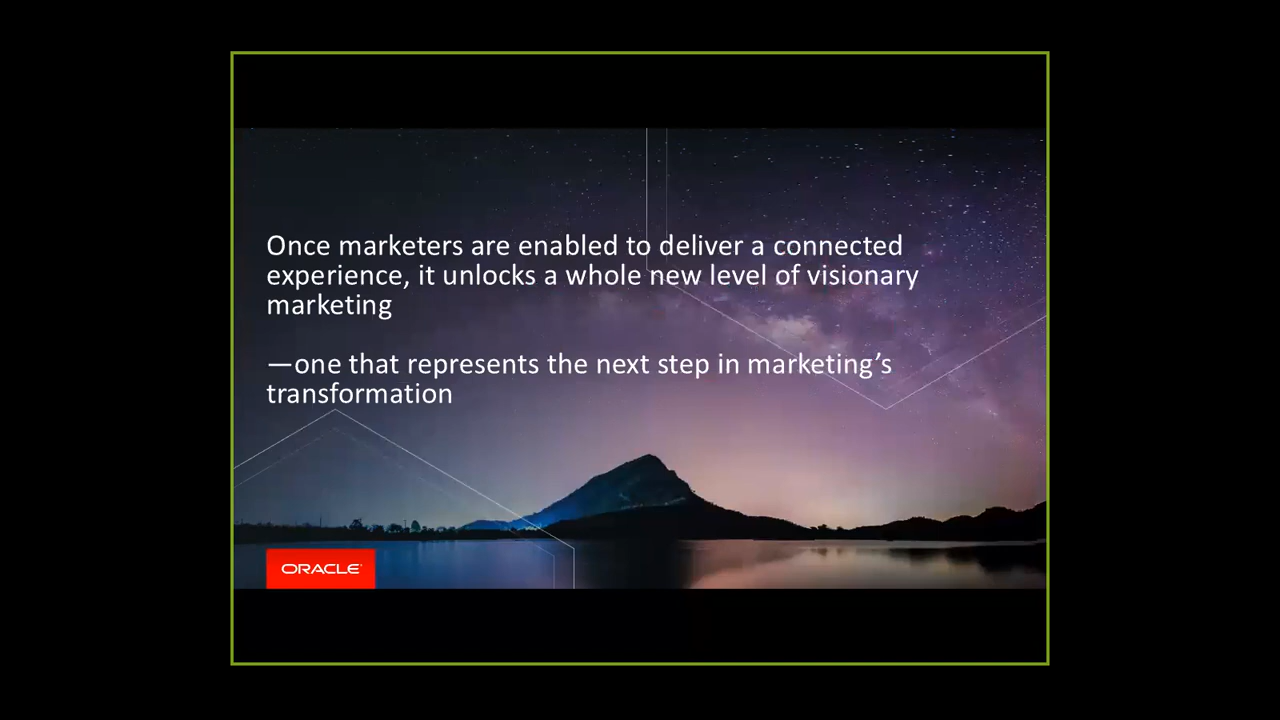 Once marketers are enabled to deliver a connected
experience, it unlocks a whole new level of visionary
marketing
—one that represents the next step in marketing’s
transformation
ORACLE